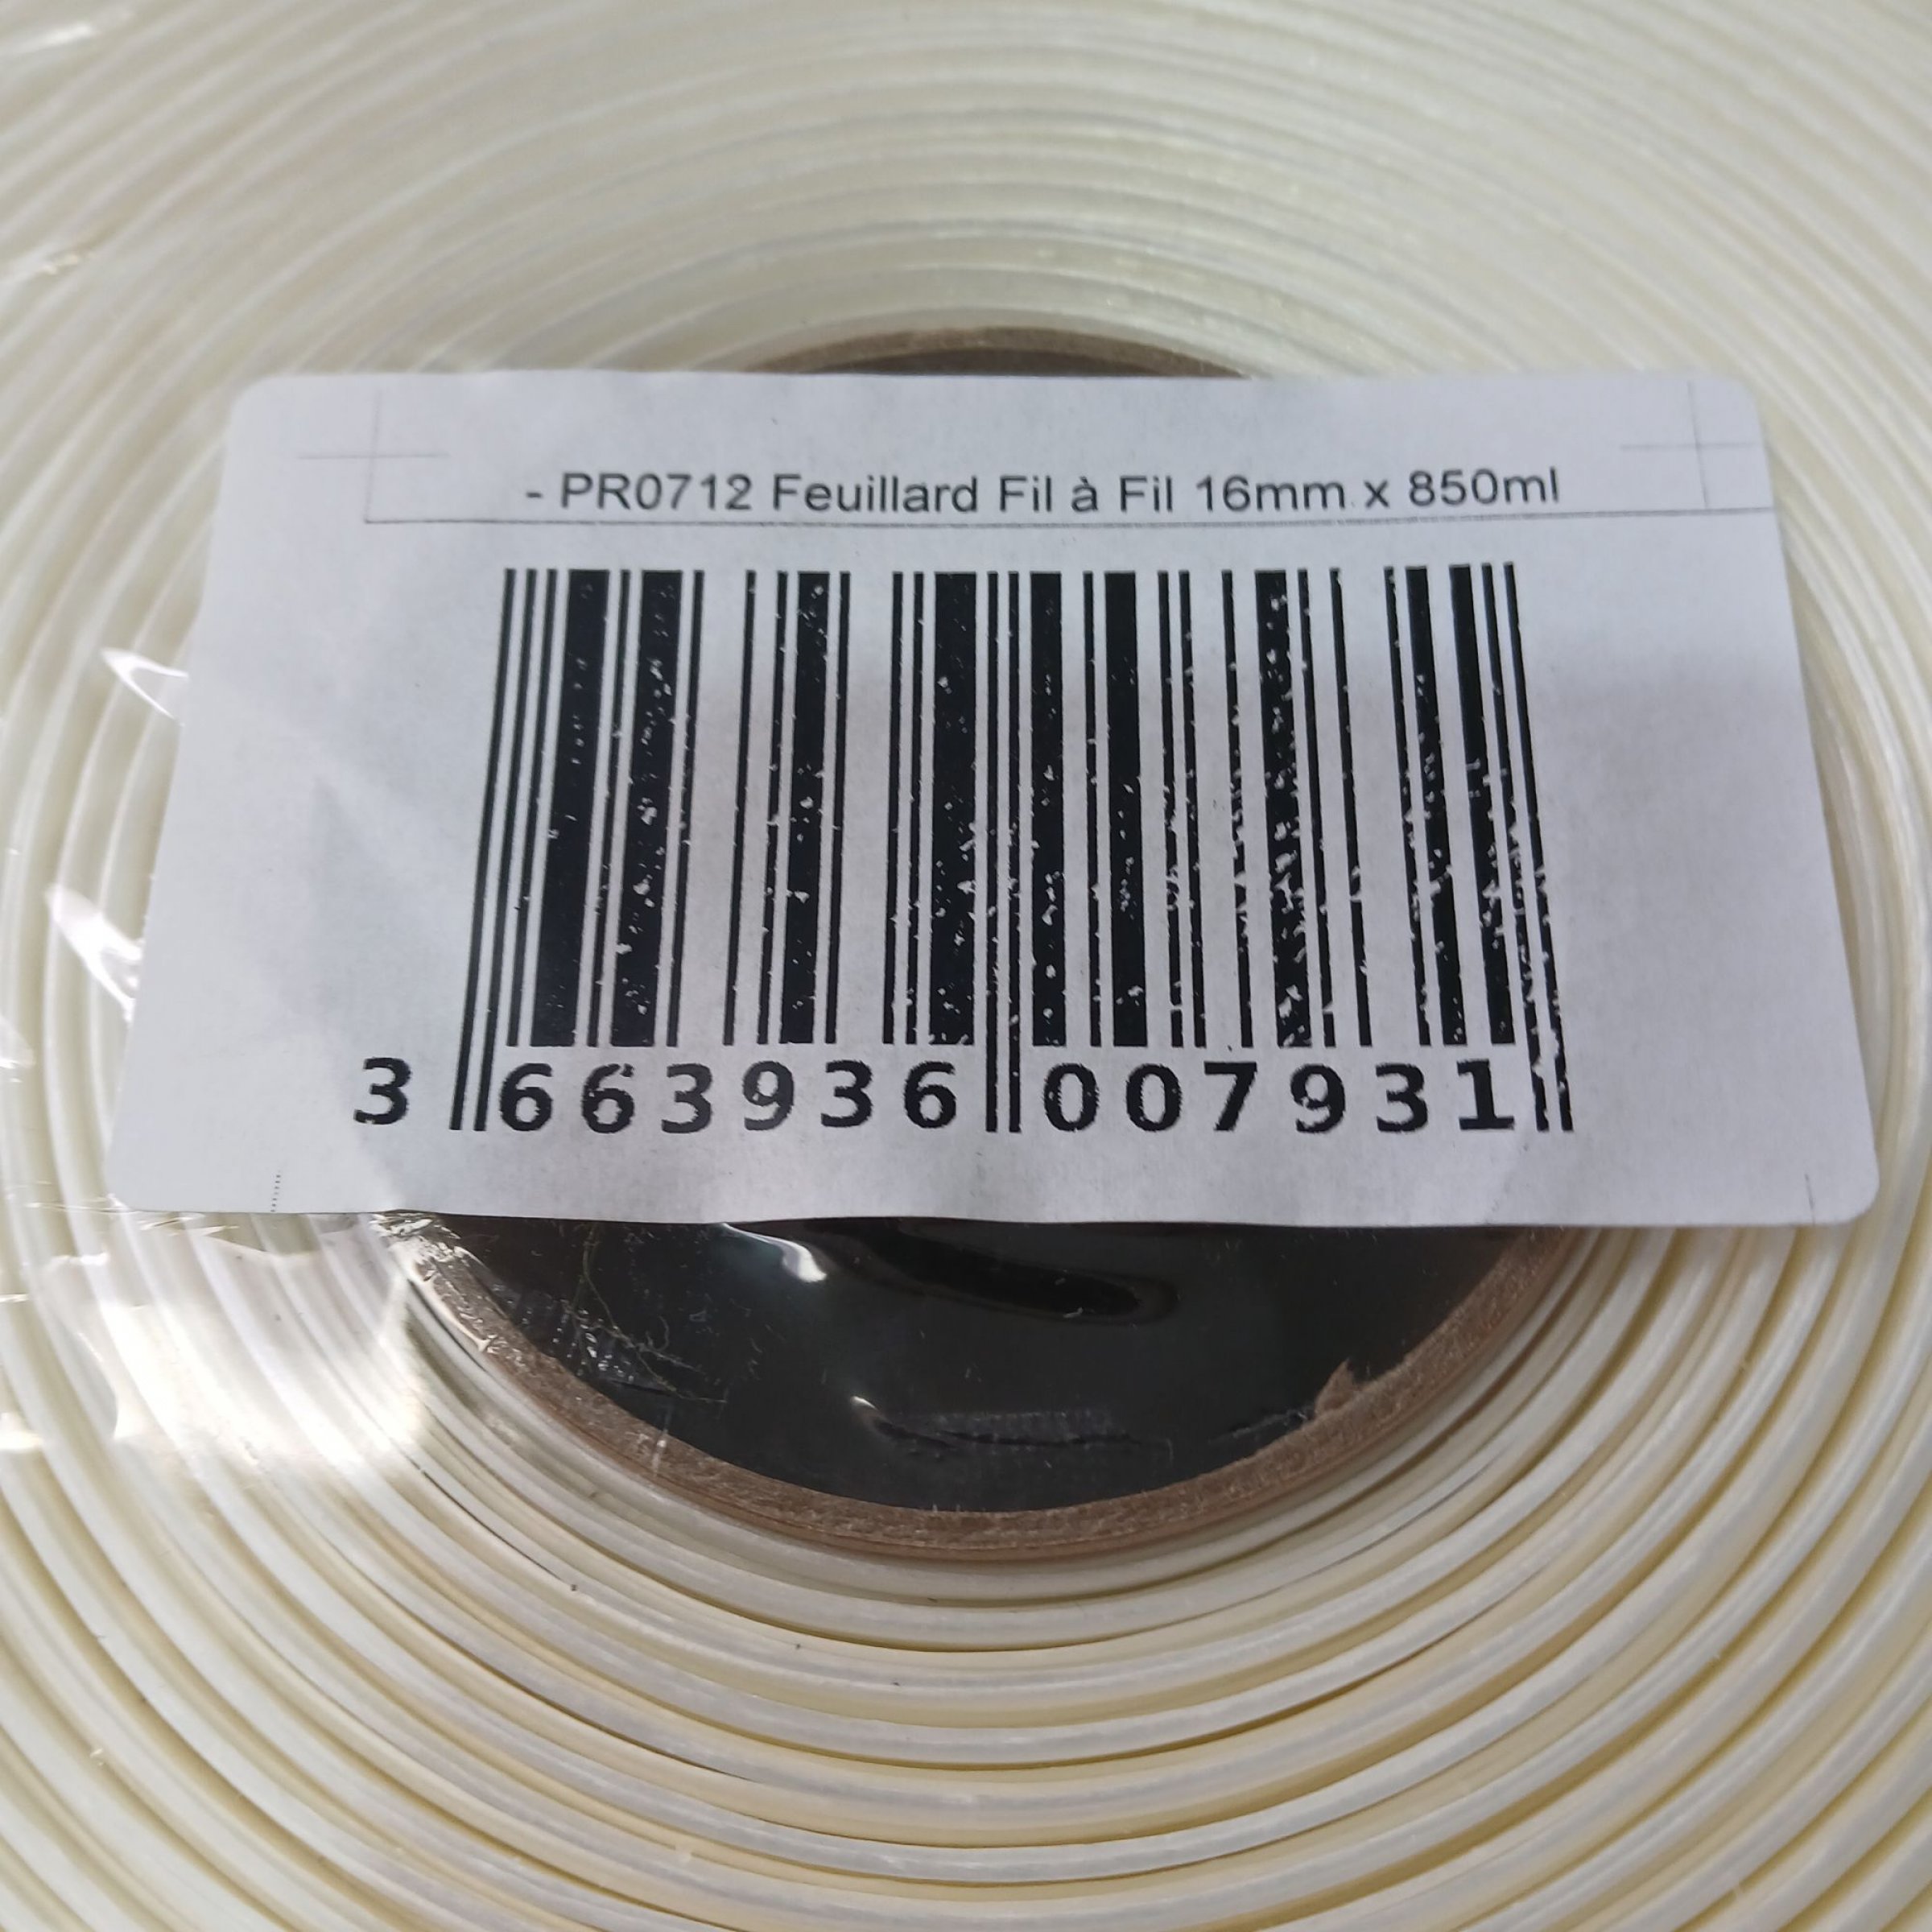 - PR0712 Feuillard Fil à Fil 16mm x 850ml
3 663936 007931